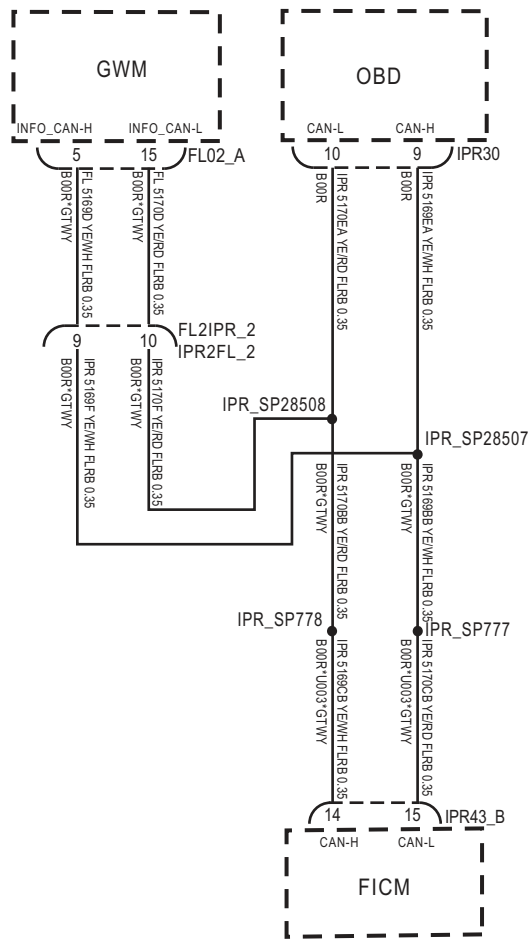 GWM
OBD
INFO_CAN-H
INFO_CAN-L
CAN-L
CAN-H
5
15
FL02_A
10
9
IPR30
B00R*GTWY
FL 5169D YE/WH FLRB 0.35
B00R*GTWY
FL 5170D YE/RD FLRB 0.35
B00R
IPR 5170EA YE/RD FLRB 0.35
B00R
IPR 5169EA YE/WH FLRB 0.35
FL2IPR_2
9
10
IPR2FL_2
B00R*GTWY
IPR 5169F YE/WH FLRB 0.35
B00R*GTWY
IPR 5170F YE/RD FLRB 0.35
IPR_SP28508
IPR_SP28507
B00R*GTWY
IPR 5170BB YE/RD FLRB 0.35
B00R*GTWY
IPR 5169BB YE/WH FLRB 0.35
IPR_SP778
IPR_SP777
B00R*U003*GTWY
IPR 5169CB YE/WH FLRB 0.35
B00R*U003*GTWY
IPR 5170CB YE/RD FLRB 0.35
14
15
IPR43_B
CAN-H
CAN-L
FICM